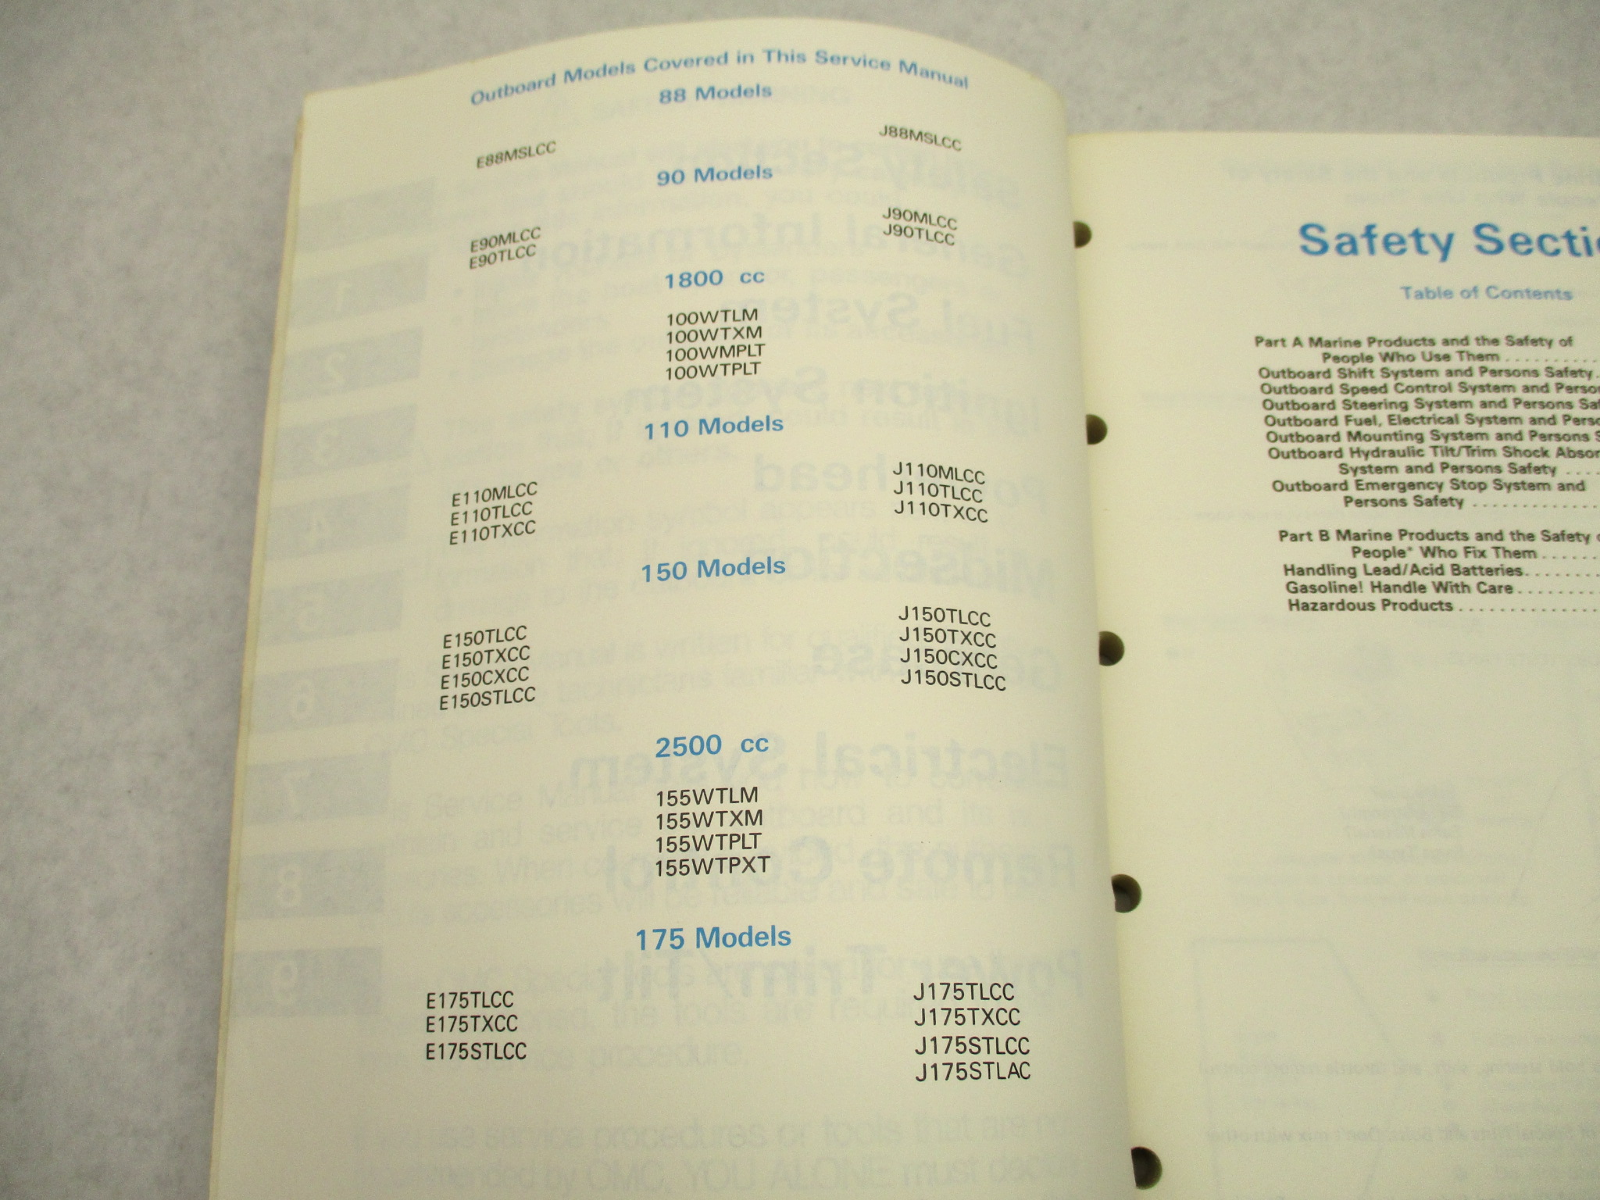 Outboard Models Covered in This Service Manual
88 Models
E88MSLCC J88MSLCC
90 Models
E90MLCC J90MLCC
E90TLCC J90TLCC
1800 cc
100WTLM
100WTXM
100WMPLT
100WTPLT
110 Models
E110MLCC J110MLCC
E110TLCC J110TLCC
E110TXCC J110TXCC
150 Models
E150TLCC J150TLCC
E150TXCC J150TXCC
E150CXCC J150CXCC
E150STLCC J150STLCC
2500 cc
155WTLM
155WTXM
155WTPLT
155WTPXT
175 Models
E175TLCC J175TLCC
E175TXCC J175TXCC
E175STLCC J175STLCC
J175STLAC
Safety Secti
Table of Contents
Part A Marine Products and the Safety of
People Who Use Them . . . . . . . . . .
Outboard Shift System and Persons Safety .
Outboard Speed Control System and Perso
Outboard Steering System and Persons Saf
Outboard Fuel, Electrical System and Perso
Outboard Mounting System and Persons S
Outboard Hydraulic Tilt/Trim Shock Absor
System and Persons Safety . . . .
Outboard Emergency Stop System and
Persons Safety . . . . . . . . . . . . . .
Part B Marine Products and the Safety o
People* Who Fix Them . . . . . .
Handling Lead/Acid Batteries. . . . . . . .
Gasoline! Handle With Care . . . . . . . . .
Hazardous Products . . . . . . . . . . . . . . .